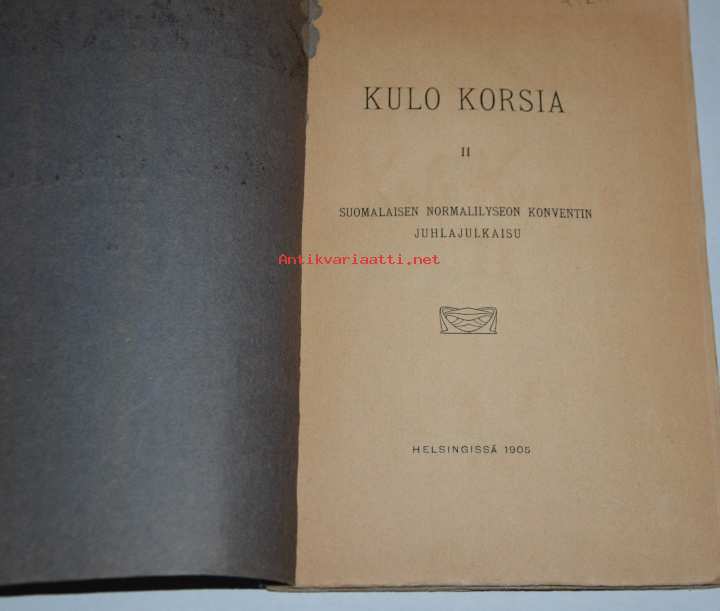 KULO KORSIA
II
SUOMALAISEN NORMALILYSEON KONVENTIN
JUHLAJULKAISU
Antikvariaatti.net
HELSINGISSÄ 1905